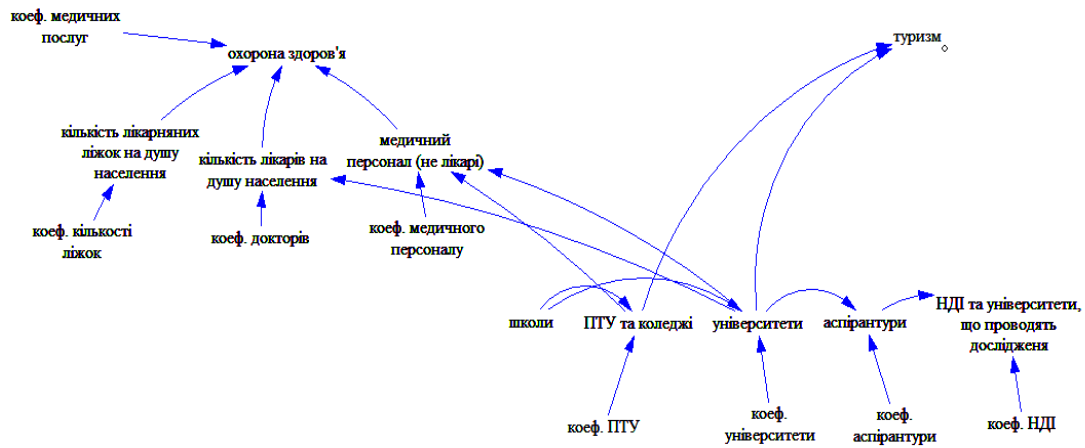 коеф. медичних
послуг
охорона здоров'я
туризм
кількість лікарняних
ліжок на душу
населення
кількість лікарів на
душу населення
медичний
персонал (не лікарі)
коеф. кількості
ліжок
коеф. докторів
коеф. медичного
персоналу
школи
ПТУ та коледжі
університети
аспірантури
НДІ та університети,
що проводять
дослідженя
коеф. ПТУ
коеф.
університети
коеф.
аспірантури
коеф. НДІ